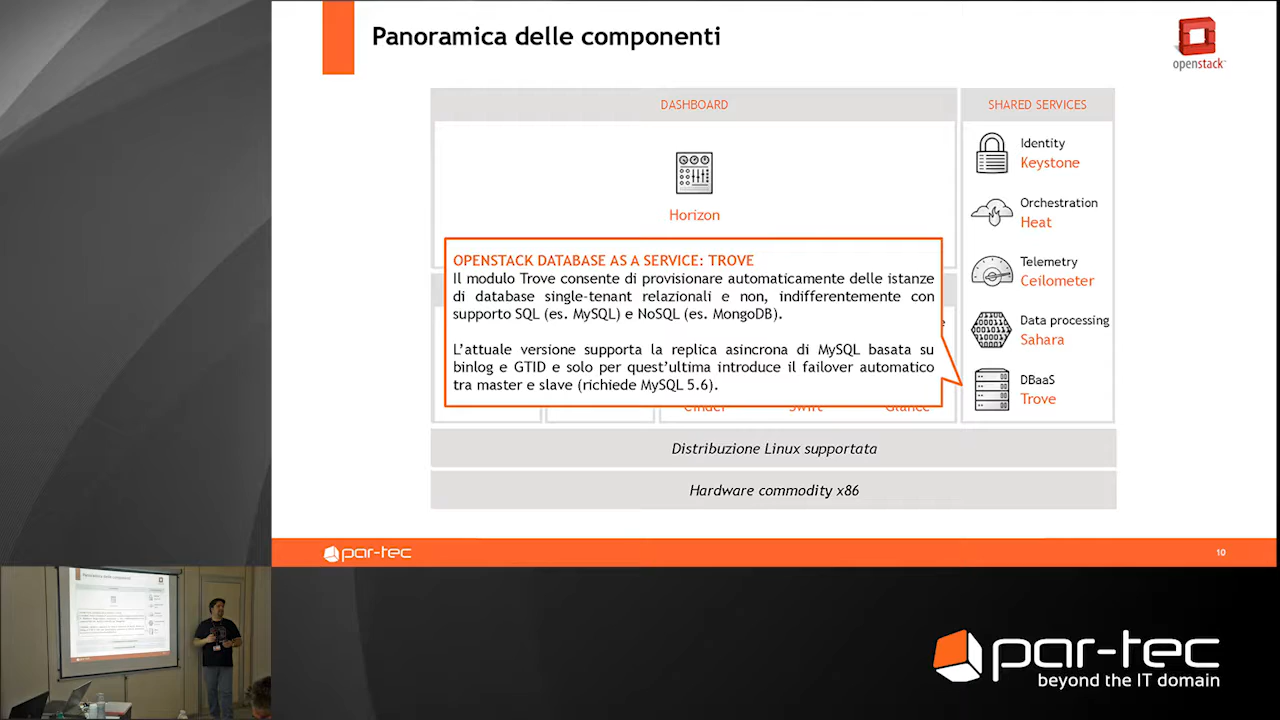 Panoramica delle componenti
openstack
DASHBOARD
SHARED SERVICES
Horizon
Identity
Keystone
Orchestration
Heat
Telemetry
Ceilometer
Data processing
Sahara
DBaaS
Trove
OPENSTACK DATABASE AS A SERVICE: TROVE
Il modulo Trove consente di provisionare automaticamente delle istanze
di database single-tenant relazionali e non, indifferentemente con
supporto SQL (es. MySQL) e NoSQL (es. MongoDB).
L'attuale versione supporta la replica asincrona di MySQL basata su
binlog e GTID e solo per quest'ultima introduce il failover automatico
tra master e slave (richiede MySQL 5.6).
Cinder
Swift
Glance
Distribuzione Linux supportata
Hardware commodity x86
par-tec
10
Panoramica delle componenti
par-tec
beyond the IT domain